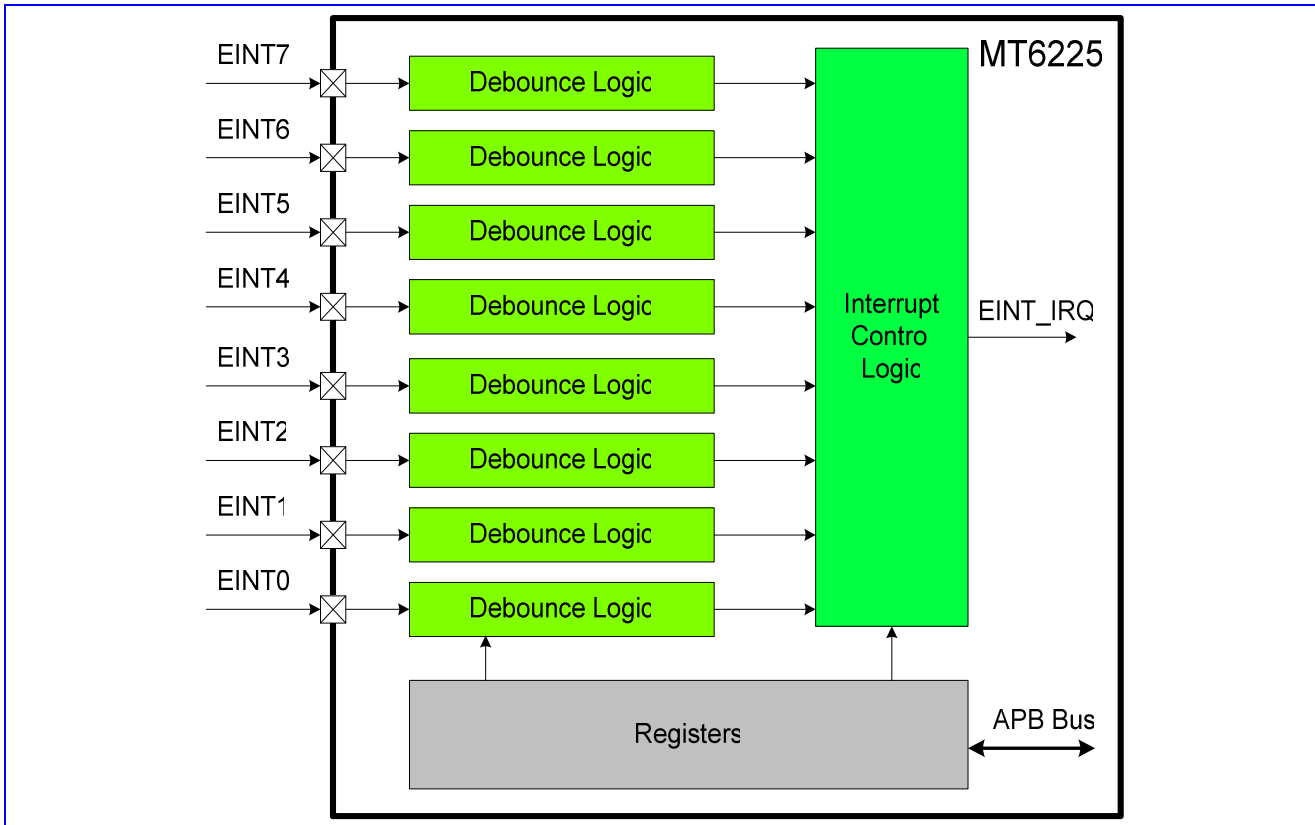 MT6225
EINT7
Debounce Logic
EINT6
Debounce Logic
EINT5
Debounce Logic
EINT4
Debounce Logic
Interrupt
Contro
Logic
EINT_IRQ
EINT3
Debounce Logic
EINT2
Debounce Logic
EINT1
Debounce Logic
EINT0
Debounce Logic
Registers
APB Bus